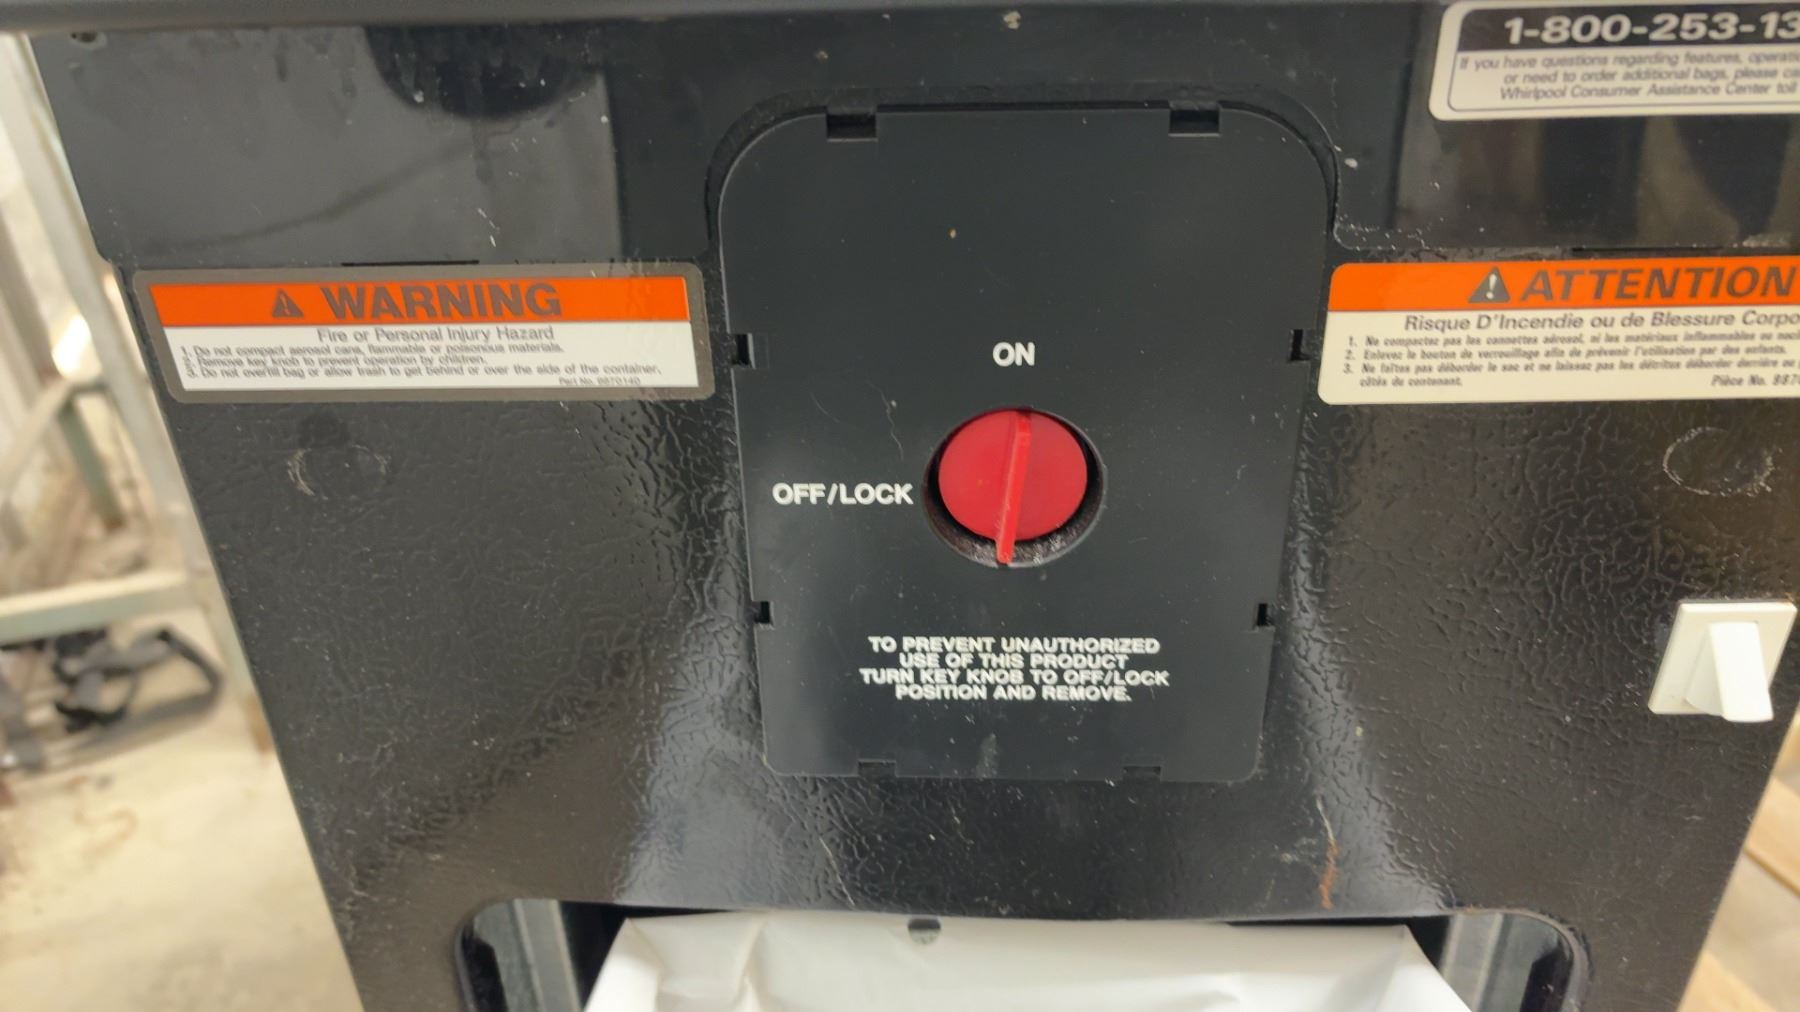 1-800-253-13
If you have questions regarding features, operati
or need to order additional bags, please ca
Whirlpool Consumer Assistance Center toll
WARNING
Fire or Personal Injury Hazard
1. Do not compact aerosol cans, flammable or poisonous materials.
2. Remove key knob to prevent operation by children.
3. Do not overfill bag or allow trash to get behind or over the side of the container.
Part No. 9870140
ATTENTION
Risque D'Incendie ou de Blessure Corpo
1. Ne compactez pas les cannettes aérosol, ni les matériaux inflammables ou noci
2. Enlevez le bouton de verrouillage afin de prévenir l'utilisation par des enfants.
3. Ne faites pas déborder le sac et ne laissez pas les détritus déborder derrière ou
côtés du contenant.
Pièce No. 987
ON
OFF/LOCK
TO PREVENT UNAUTHORIZED
USE OF THIS PRODUCT
TURN KEY KNOB TO OFF/LOCK
POSITION AND REMOVE.